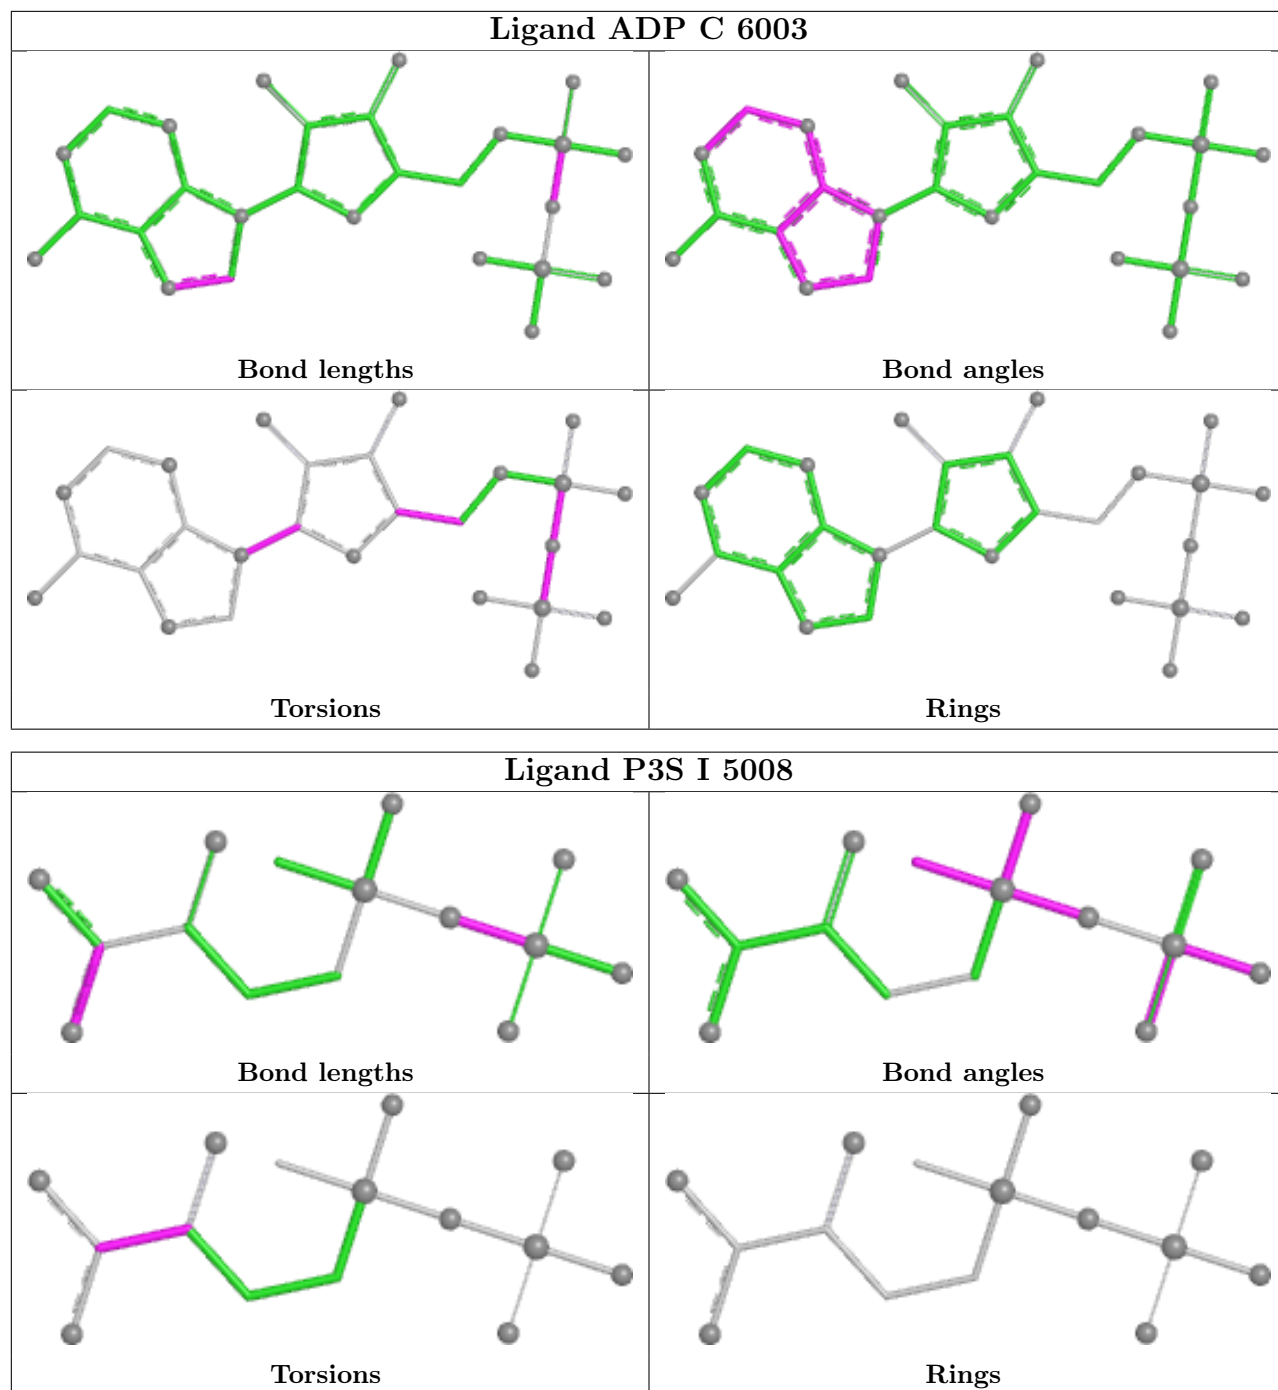 Ligand ADP C 6003
Bond lengths
Bond angles
Torsions
Rings
Ligand P3S I 5008
Bond lengths
Bond angles
Torsions
Rings